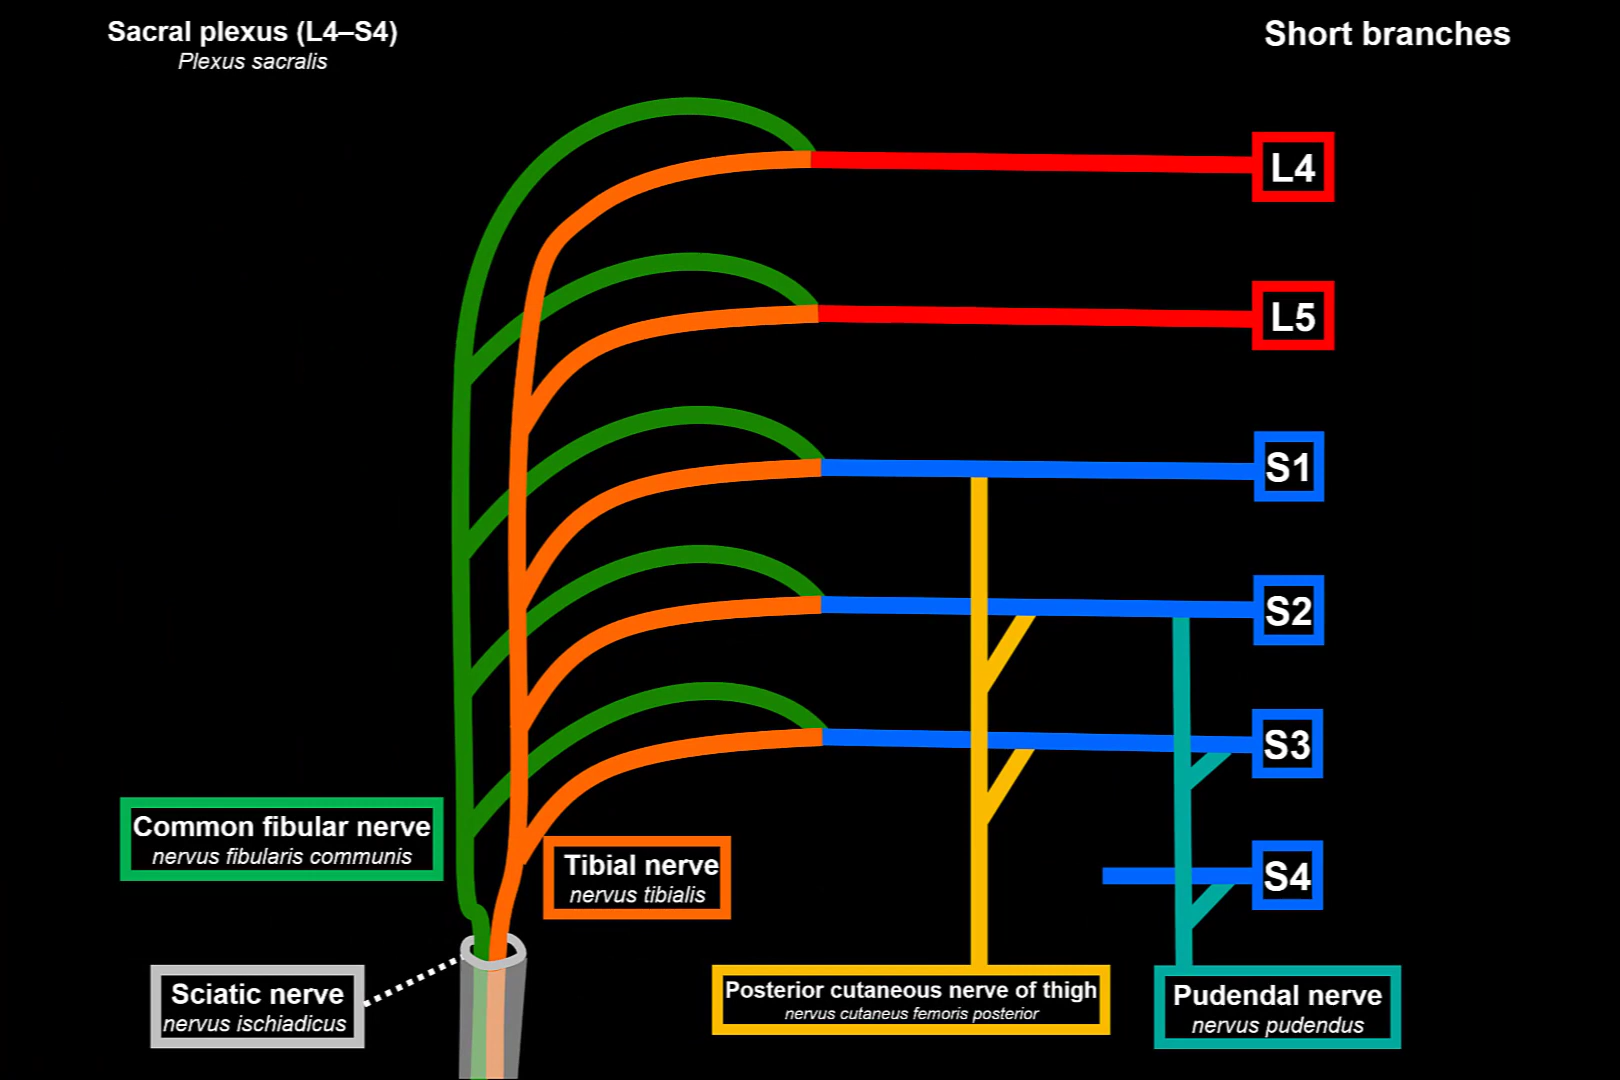 Sacral plexus (L4–S4)
Plexus sacralis
Short branches
L4
L5
S1
S2
S3
S4
Common fibular nerve
nervus fibularis communis
Tibial nerve
nervus tibialis
Sciatic nerve
nervus ischiadicus
Posterior cutaneous nerve of thigh
nervus cutaneus femoris posterior
Pudendal nerve
nervus pudendus